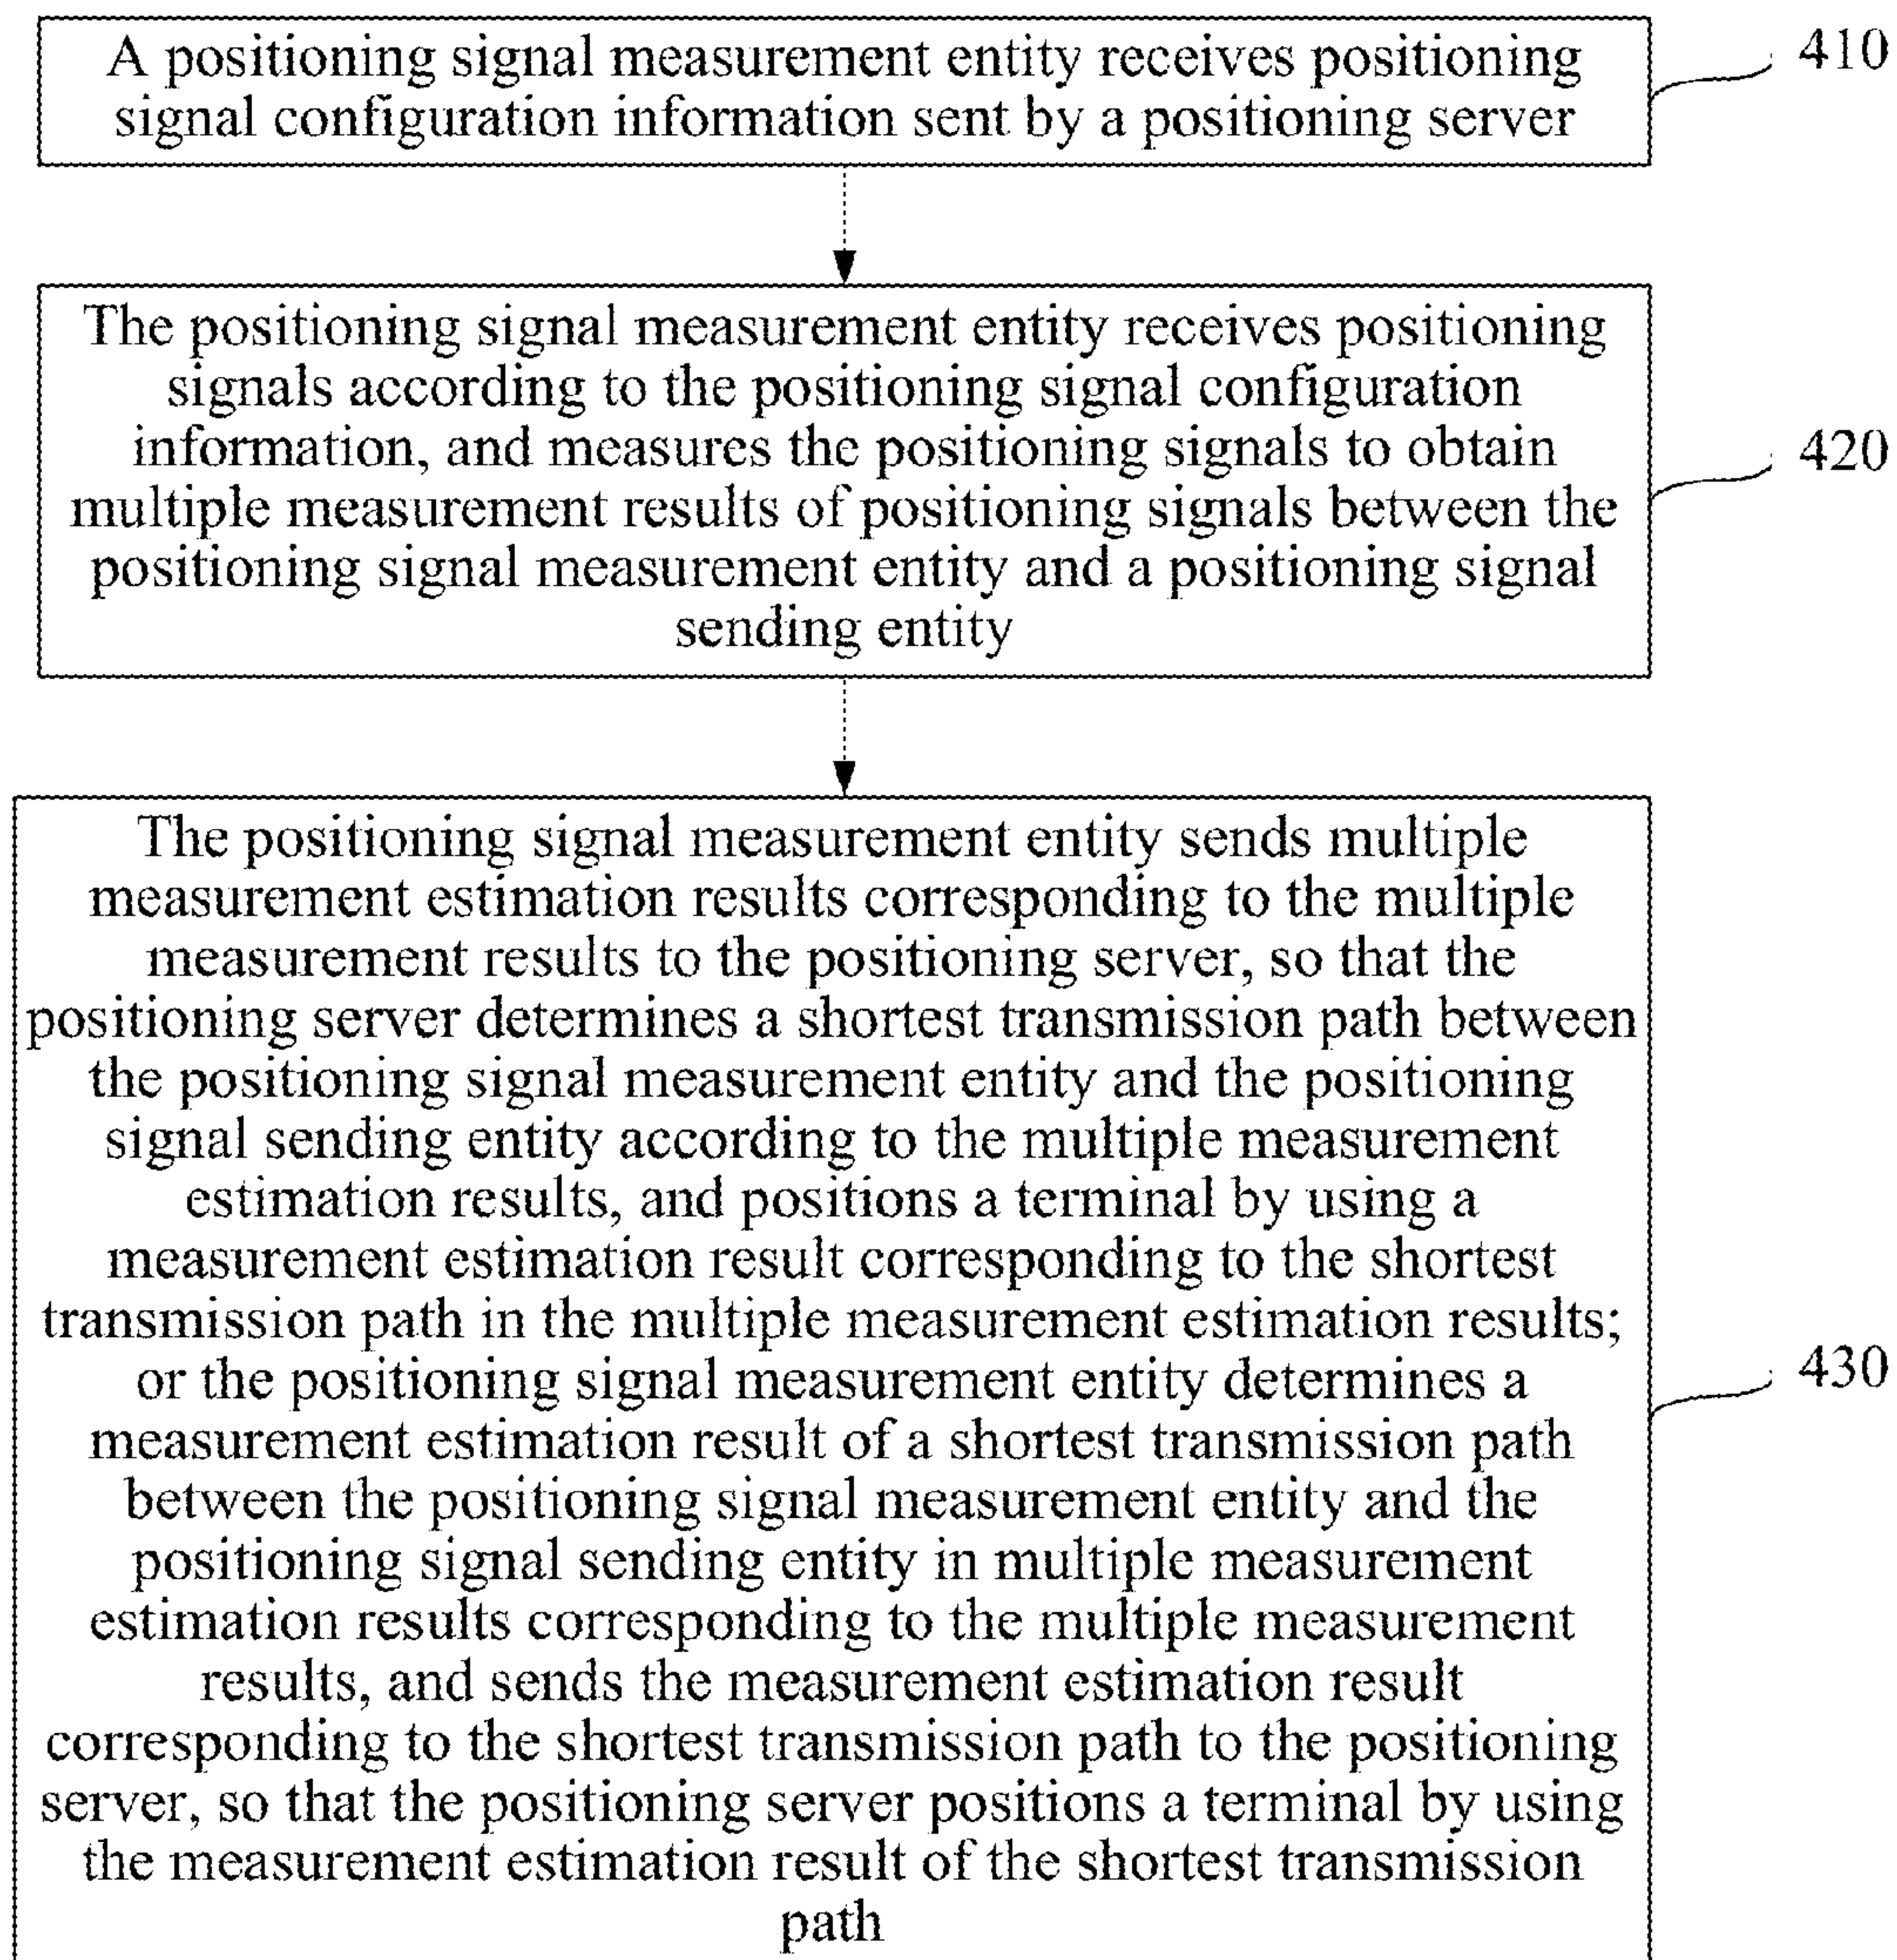 A positioning signal measurement entity receives positioning
signal configuration information sent by a positioning server
410
The positioning signal measurement entity receives positioning
signals according to the positioning signal configuration
information, and measures the positioning signals to obtain
multiple measurement results of positioning signals between the
positioning signal measurement entity and a positioning signal
sending entity
420
The positioning signal measurement entity sends multiple
measurement estimation results corresponding to the multiple
measurement results to the positioning server, so that the
positioning server determines a shortest transmission path between
the positioning signal measurement entity and the positioning
signal sending entity according to the multiple measurement
estimation results, and positions a terminal by using a
measurement estimation result corresponding to the shortest
transmission path in the multiple measurement estimation results;
or the positioning signal measurement entity determines a
measurement estimation result of a shortest transmission path
between the positioning signal measurement entity and the
positioning signal sending entity in multiple measurement
estimation results corresponding to the multiple measurement
results, and sends the measurement estimation result
corresponding to the shortest transmission path to the positioning
server, so that the positioning server positions a terminal by using
the measurement estimation result of the shortest transmission
path
430